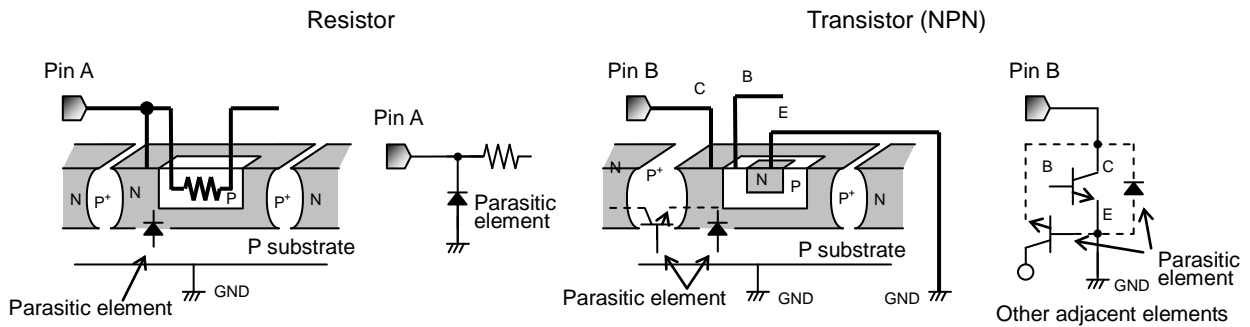 Resistor
Transistor (NPN)
Pin A
Pin A
N
P+
N
P
P+
N
Parasitic
element
P substrate
GND
Parasitic element
Pin B
C
B
E
N
P+
N
P
N
P+
N
P substrate
GND
GND
Parasitic element
Pin B
B
C
E
Parasitic
element
Other adjacent elements